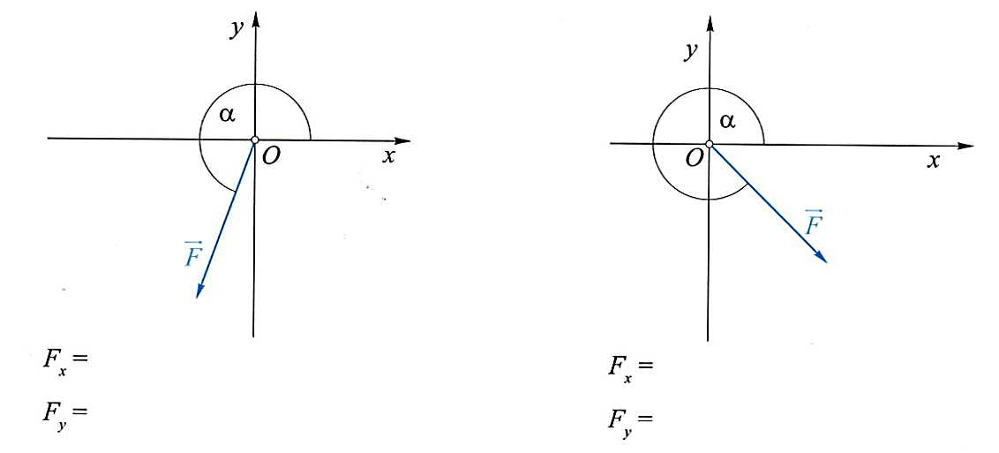 y
α
O
x
F⃗
F_x =
F_y =
y
α
O
x
F⃗
F_x =
F_y =